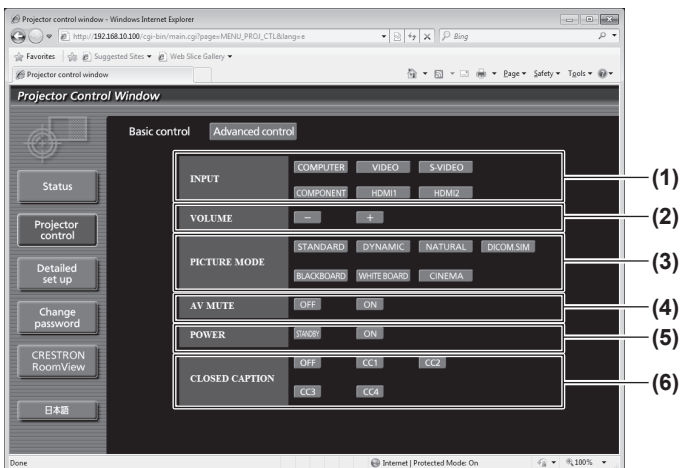 Projector control window - Windows Internet Explorer
http://192.168.10.100/cgi-bin/main.cgi?page=MENU_PROJ_CTL&lang=e
Bing
Favorites Suggested Sites Web Slice Gallery
Projector control window
Page Safety Tools
Projector Control Window
Basic control Advanced control
Status
Projector control
Detailed set up
Change password
CRESTRON RoomView
日本語
INPUT COMPUTER VIDEO S-VIDEO
COMPONENT HDMI1 HDMI2
(1)
VOLUME - +
(2)
PICTURE MODE STANDARD DYNAMIC NATURAL DICOM.SIM
BLACKBOARD WHITE BOARD CINEMA
(3)
AV MUTE OFF ON
(4)
POWER STANDBY ON
(5)
CLOSED CAPTION OFF CC1 CC2
CC3 CC4
(6)
Done Internet | Protected Mode: On 100%